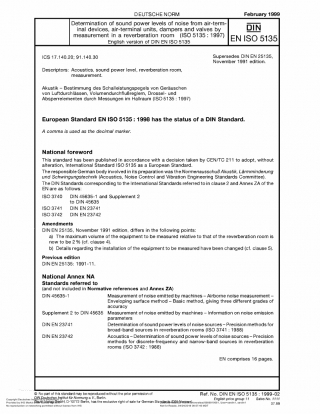 DEUTSCHE NORM
February 1999
Determination of sound power levels of noise from air-term-
inal devices, air-terminal units, dampers and valves by
measurement in a reverberation room (ISO 5135 : 1997)
English version of DIN EN ISO 5135
DIN
EN ISO 5135
ICS 17.140.20; 91.140.30
Supersedes DIN EN 25135,
November 1991 edition.
Descriptors: Acoustics, sound power level, reverberation room,
measurement.
Akustik – Bestimmung des Schalleistungspegels von Geräuschen
von Luftdurchlässen, Volumendurchflußreglern, Drossel- und
Absperrelementen durch Messungen im Hallraum (ISO 5135 : 1997)
European Standard EN ISO 5135 : 1998 has the status of a DIN Standard.
A comma is used as the decimal marker.
National foreword
This standard has been published in accordance with a decision taken by CEN/TC 211 to adopt, without
alteration, International Standard ISO 5135 as a European Standard.
The responsible German body involved in its preparation was the Normenausschuß Akustik, Lärmminderung
und Schwingungstechnik (Acoustics, Noise Control and Vibration Engineering Standards Committee).
The DIN Standards corresponding to the International Standards referred to in clause 2 and Annex ZA of the
EN are as follows:
ISO 3740 DIN 45635-1 and Supplement 2
to DIN 45635
ISO 3741 DIN EN 23741
ISO 3742 DIN EN 23742
Amendments
DIN EN 25135, November 1991 edition, differs in the following points:
a) The maximum volume of the equipment to be measured relative to that of the reverberation room is
now to be 2 % (cf. clause 4).
b) Details regarding the installation of the equipment to be measured have been changed (cf. clause 5).
Previous edition
DIN EN 25135: 1991-11.
National Annex NA
Standards referred to
(and not included in Normative references and Annex ZA)
DIN 45635-1 Measurement of noise emitted by machines – Airborne noise measurement –
Enveloping surface method – Basic method, giving three different grades of
accuracy
Supplement 2 to DIN 45635 Measurement of noise emitted by machines – Information on noise emission
parameters
DIN EN 23741 Determination of sound power levels of noise sources – Precision methods for
broad-band sources in reverberation rooms (ISO 3741 : 1988)
DIN EN 23742 Acoustics – Determination of sound power levels of noise sources – Precision
methods for discrete-frequency and narrow-band sources in reverberation
rooms (ISO 3742 : 1988)
EN comprises 16 pages.
© No part of this standard may be reproduced without the prior permission of
Ref. No. DIN EN ISO 5135 : 1999-02